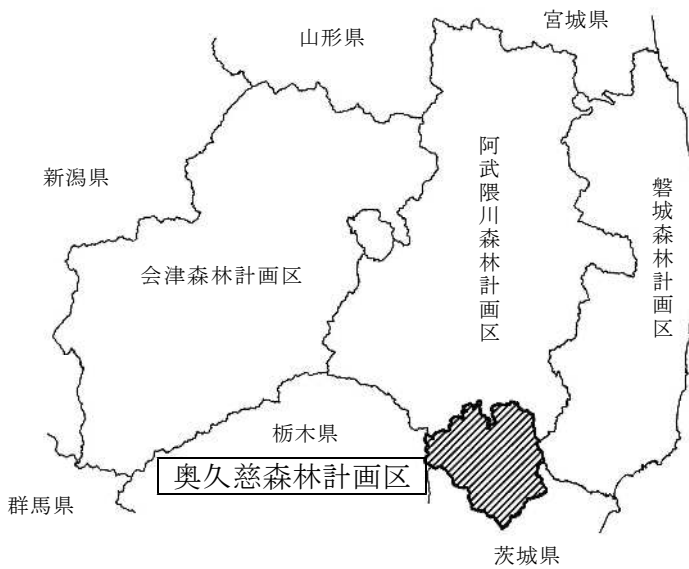 宮城県
山形県
新潟県
阿武隈川森林計画区
磐城森林計画区
会津森林計画区
栃木県
奥久慈森林計画区
群馬県
茨城県